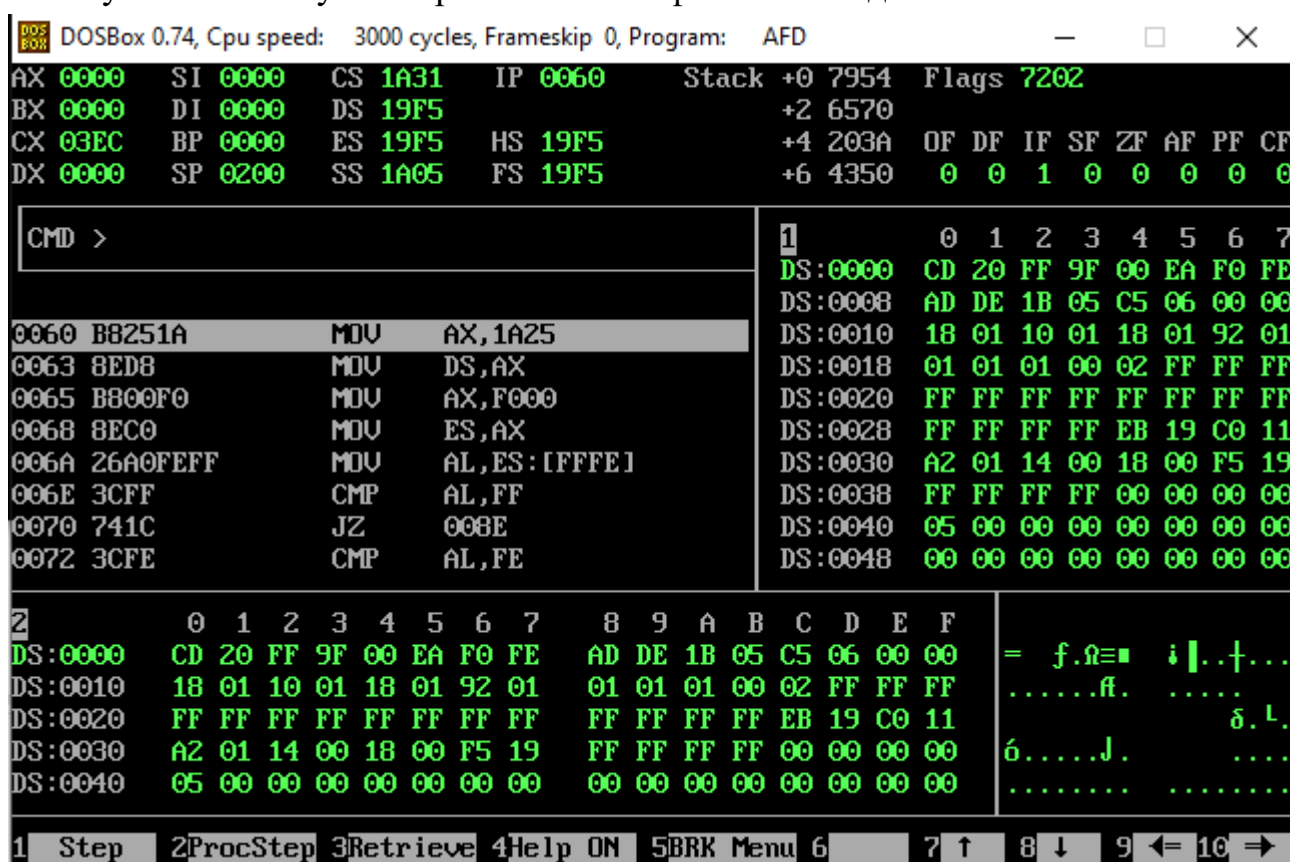 DOSBox 0.74, Cpu speed: 3000 cycles, Frameskip 0, Program: AFD
AX 0000 SI 0000 CS 1A31 IP 0060 Stack +0 7954 Flags 7202
BX 0000 DI 0000 DS 19F5 +2 6570
CX 03EC BP 0000 ES 19F5 HS 19F5 +4 203A OF DF IF SF ZF AF PF CF
DX 0000 SP 0200 SS 1A05 FS 19F5 +6 4350 0 0 1 0 0 0 0 0
CMD >
0060 B8251A MOV AX,1A25
0063 8ED8 MOV DS,AX
0065 B800F0 MOV AX,F000
0068 8EC0 MOV ES,AX
006A 26A0FEFF MOV AL,ES:[FFFE]
006E 3CFF CMP AL,FF
0070 741C JZ 008E
0072 3CFE CMP AL,FE
1 0 1 2 3 4 5 6 7
DS:0000 CD 20 FF 9F 00 EA F0 FE
DS:0008 AD DE 1B 05 C5 06 00 00
DS:0010 18 01 10 01 18 01 92 01
DS:0018 01 01 01 00 02 FF FF FF
DS:0020 FF FF FF FF FF FF FF FF
DS:0028 FF FF FF FF EB 19 C0 11
DS:0030 A2 01 14 00 18 00 F5 19
DS:0038 FF FF FF FF 00 00 00 00
DS:0040 05 00 00 00 00 00 00 00
DS:0048 00 00 00 00 00 00 00 00
2 0 1 2 3 4 5 6 7 8 9 A B C D E F
DS:0000 CD 20 FF 9F 00 EA F0 FE AD DE 1B 05 C5 06 00 00 = ƒ.Ω≡■ ¡▐..┼...
DS:0010 18 01 10 01 18 01 92 01 01 01 01 00 02 FF FF FF ......Æ. .....
DS:0020 FF FF FF FF FF FF FF FF FF FF FF FF EB 19 C0 11 δ.└.
DS:0030 A2 01 14 00 18 00 F5 19 FF FF FF FF 00 00 00 00 ó.....⌡. ....
DS:0040 05 00 00 00 00 00 00 00 00 00 00 00 00 00 00 00 ........ ........
1 Step 2ProcStep 3Retrieve 4Help ON 5BRK Menu 6 7 ↑ 8 ↓ 9 ← 10 →